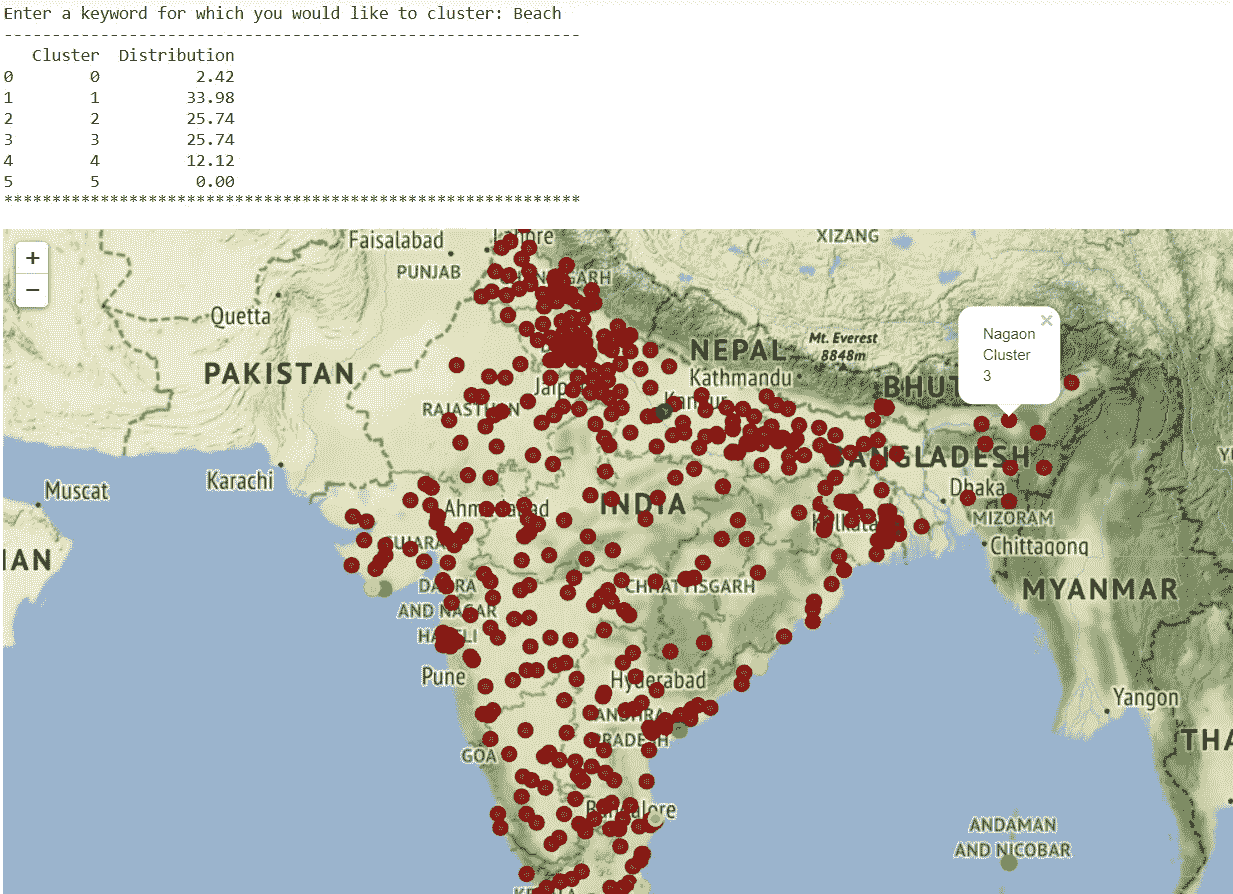 Enter a keyword for which you would like to cluster: Beach
------------------------------------------------------------
Cluster Distribution
0 0 2.42
1 1 33.98
2 2 25.74
3 3 25.74
4 4 12.12
5 5 0.00
************************************************************
+
−
Faisalabad
Lahore
XIZANG
PUNJAB
Quetta
Nagaon
Cluster
3
×
Mt. Everest
8848m
NEPAL
PAKISTAN
Kathmandu
Kanpur
RAJASTHAN
BANGLADESH
Karachi
Muscat
Dhaka
INDIA
Ahmedabad
MIZORAM
Kolkata
Chittagong
GUJARA
CHHATTISGARH
MYANMAR
DADRA
AND NAGAR
HAVELI
Pune
Hyderabad
Yangon
ANDHRA
PRADESH
GOA
THA
Bangalore
ANDAMAN
AND NICOBAR